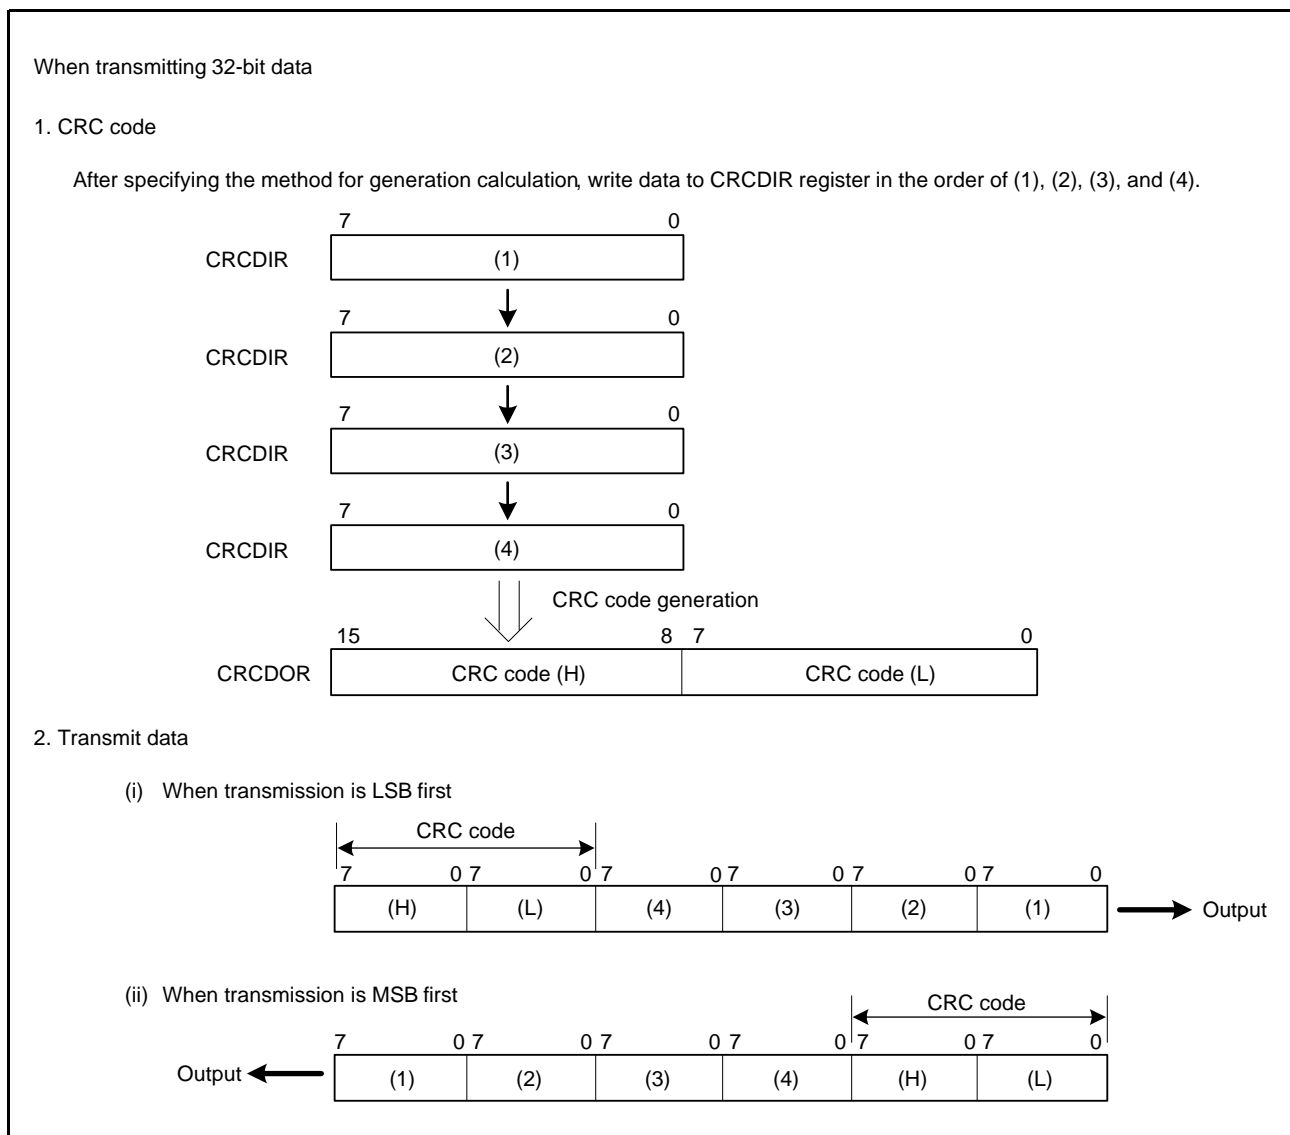 When transmitting 32-bit data
1. CRC code
After specifying the method for generation calculation, write data to CRCDIR register in the order of (1), (2), (3), and (4).
7 0
CRCDIR (1)
7 0
CRCDIR (2)
7 0
CRCDIR (3)
7 0
CRCDIR (4)
CRC code generation
15 8 7 0
CRCDOR CRC code (H) CRC code (L)
2. Transmit data
(i) When transmission is LSB first
CRC code
7 0 7 0 7 0 7 0 7 0 7 0
(H) (L) (4) (3) (2) (1) Output
(ii) When transmission is MSB first
CRC code
7 0 7 0 7 0 7 0 7 0 7 0
Output (1) (2) (3) (4) (H) (L)